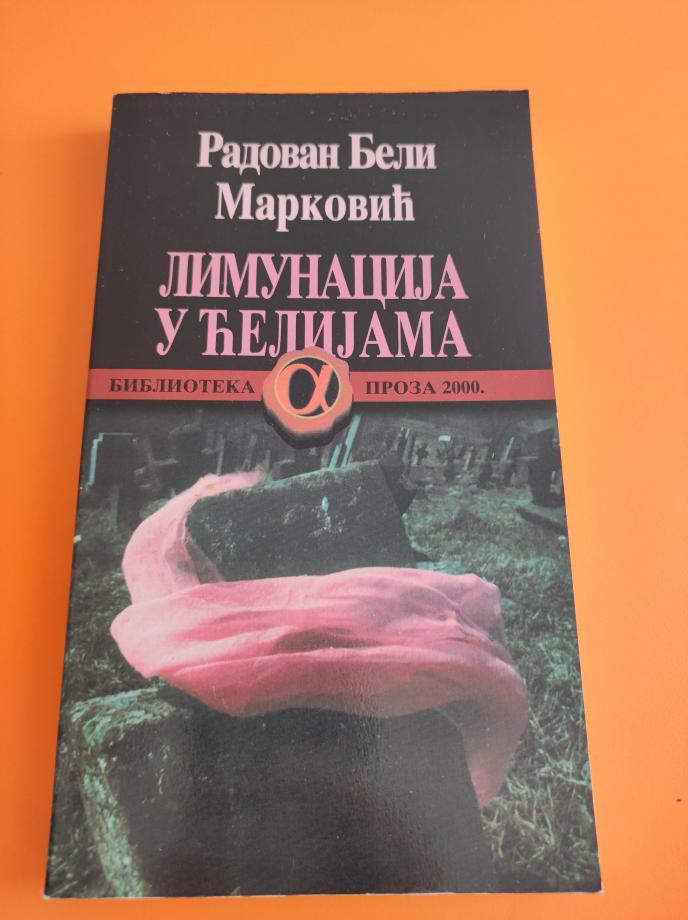 Радован Бели
Марковић
ЛИМУНАЦИЈА
У ЋЕЛИЈАМА
БИБЛИОТЕКА α ПРОЗА 2000.